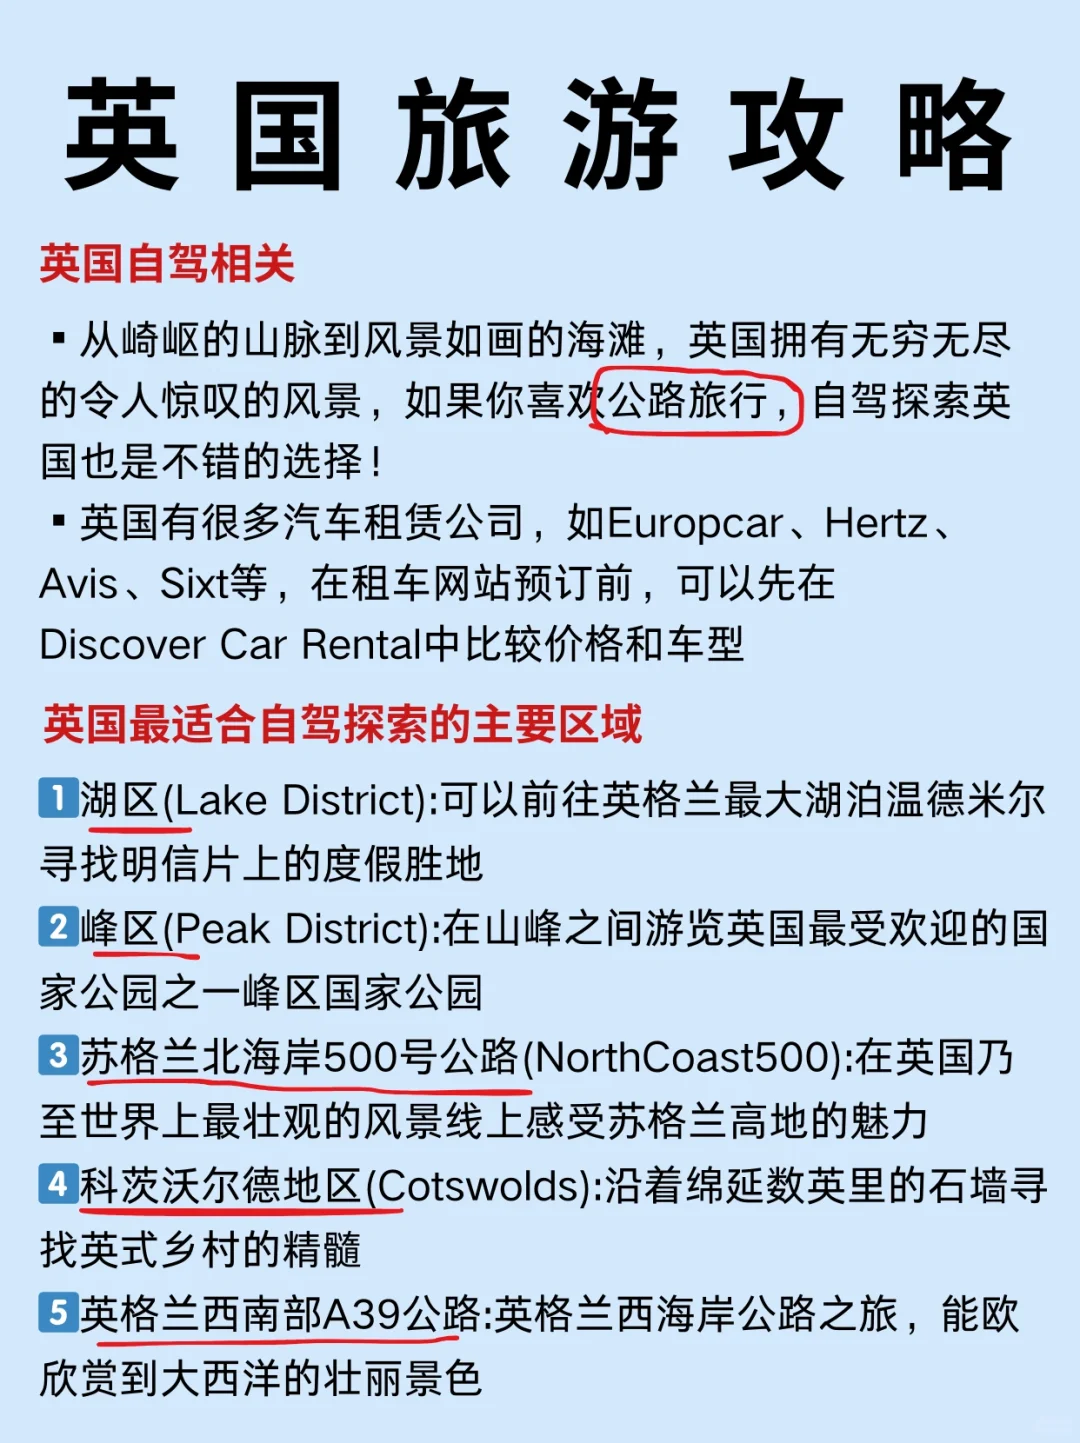 英国旅游攻略
英国自驾相关
▪从崎岖的山脉到风景如画的海滩，英国拥有无穷无尽
的令人惊叹的风景，如果你喜欢公路旅行，自驾探索英
国也是不错的选择！
▪英国有很多汽车租赁公司，如Europcar、Hertz、
Avis、Sixt等，在租车网站预订前，可以先在
Discover Car Rental中比较价格和车型
英国最适合自驾探索的主要区域
1湖区(Lake District):可以前往英格兰最大湖泊温德米尔
寻找明信片上的度假胜地
2峰区(Peak District):在山峰之间游览英国最受欢迎的国
家公园之一峰区国家公园
3苏格兰北海岸500号公路(NorthCoast500):在英国乃
至世界上最壮观的风景线上感受苏格兰高地的魅力
4科茨沃尔德地区(Cotswolds):沿着绵延数英里的石墙寻
找英式乡村的精髓
5英格兰西南部A39公路:英格兰西海岸公路之旅，能欧
欣赏到大西洋的壮丽景色